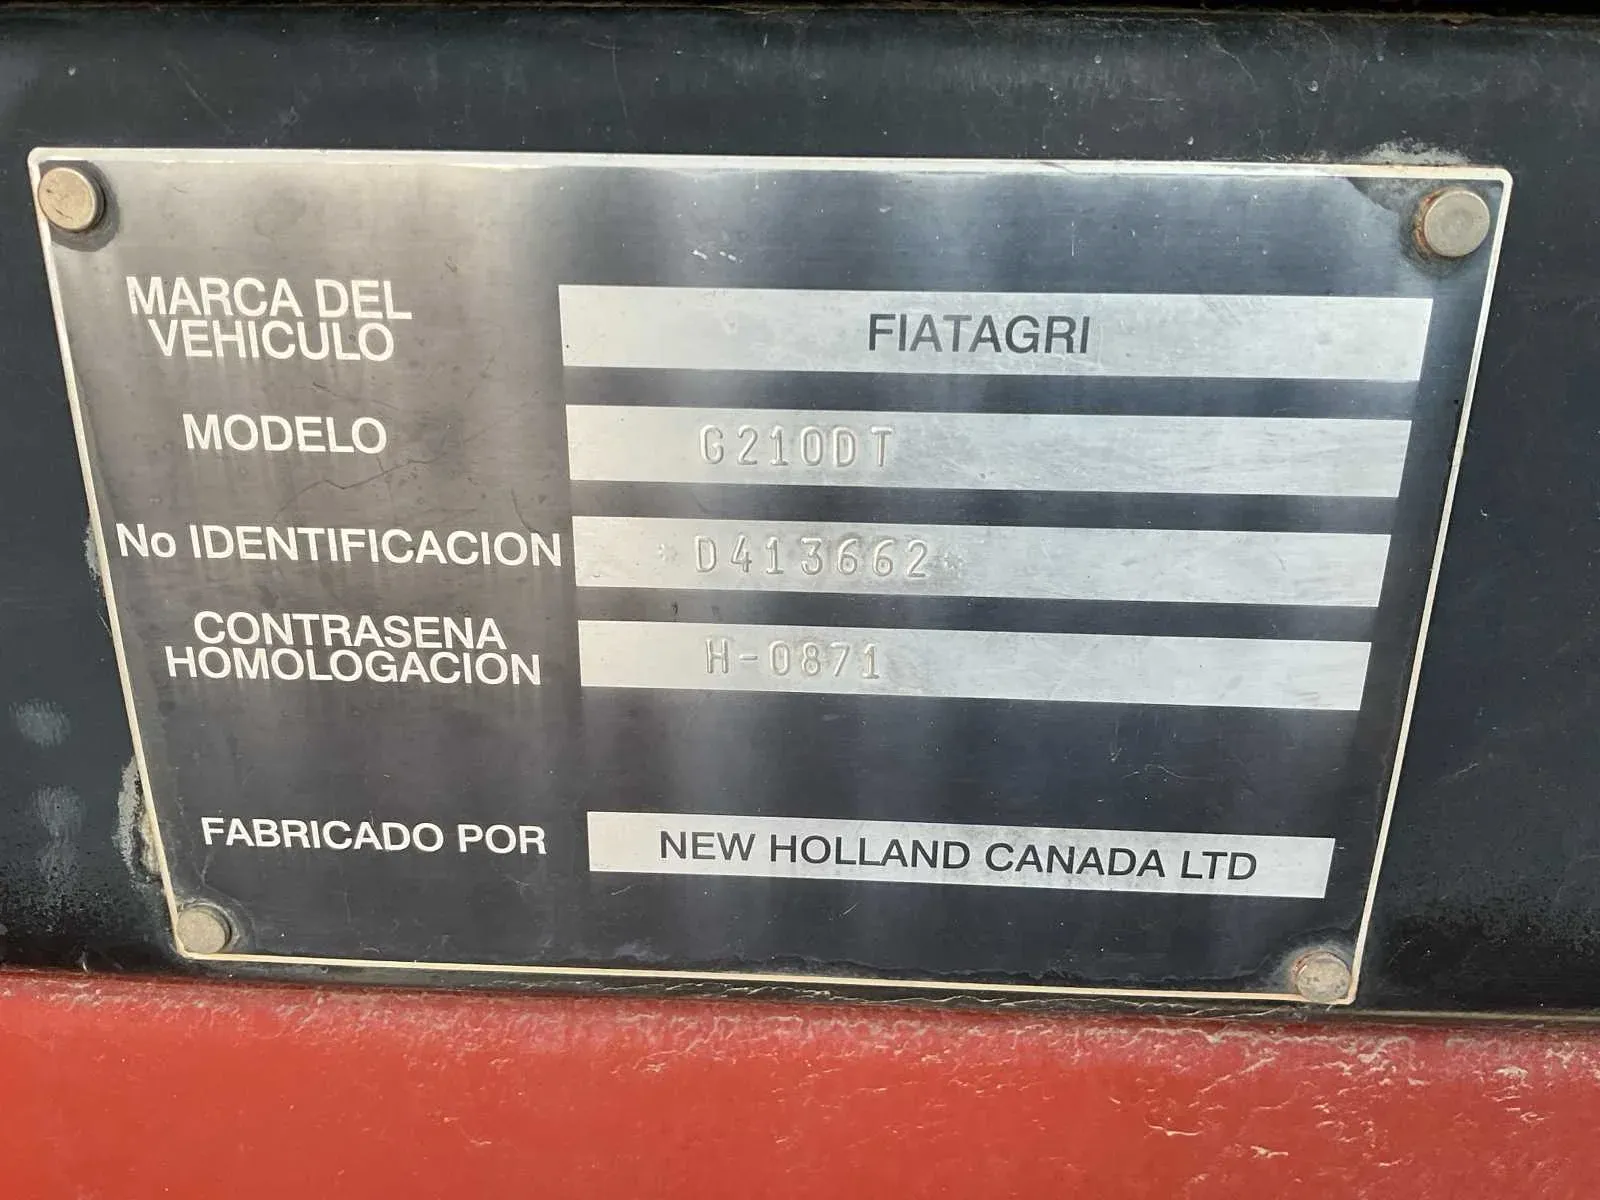 MARCA DEL
VEHICULO
FIATAGRI
MODELO
G210DT
No IDENTIFICACION
*D413662*
CONTRASENA
HOMOLOGACION
H-0871
FABRICADO POR
NEW HOLLAND CANADA LTD